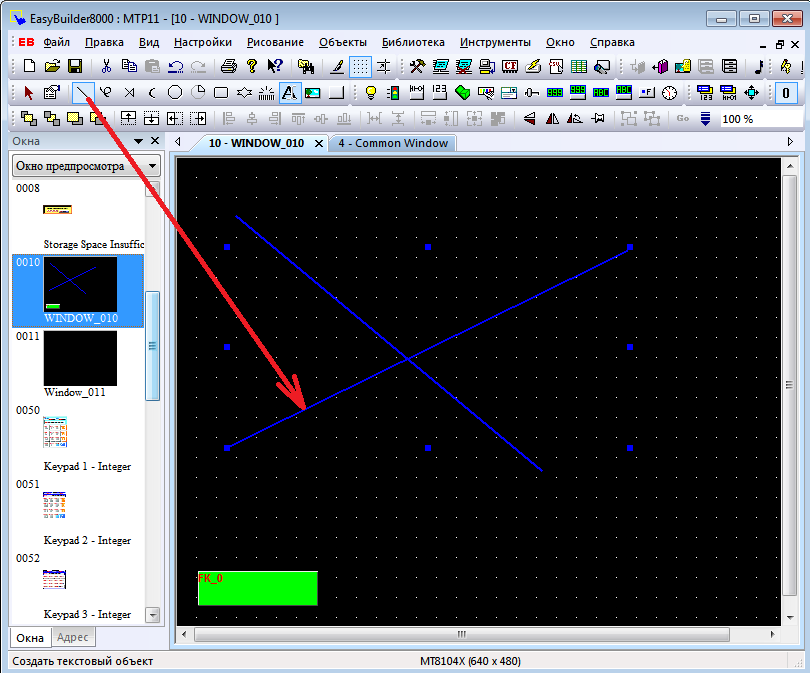 EasyBuilder8000 : MTP11 - [10 - WINDOW_010 ]
EB Файл Правка Вид Настройки Рисование Объекты Библиотека Инструменты Окно Справка
100 %
Окна
10 - WINDOW_010
4 - Common Window
Окно предпросмотра
0008
Storage Space Insuffic
0010
WINDOW_010
0011
Window_011
0050
Keypad 1 - Integer
0051
Keypad 2 - Integer
0052
Keypad 3 - Integer
FK_0
Окна Адрес
Создать текстовый объект
MT8104X (640 x 480)